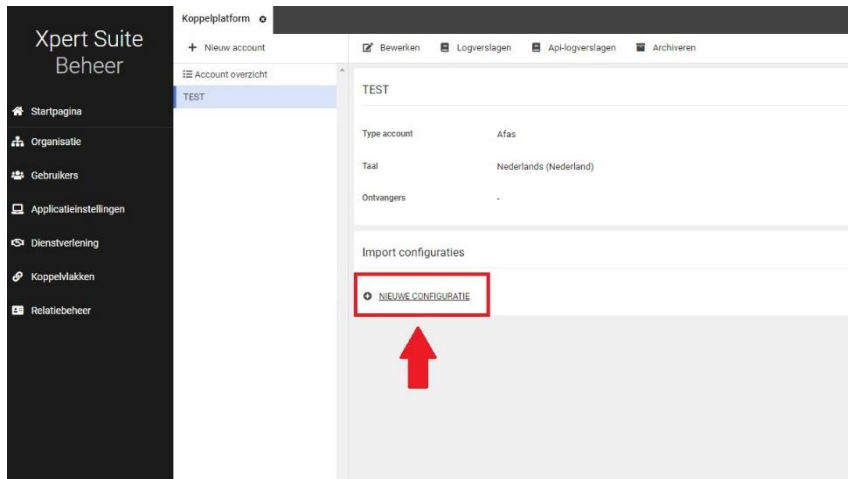 Xpert Suite
Beheer
Startpagina
Organisatie
Gebruikers
Applicatieinstellingen
Dienstverlening
Koppelvlakken
Relatiebeheer
Koppelplatform
+ Nieuw account
Account overzicht
TEST
Bewerken
Logverslagen
Api-logverslagen
Archiveren
TEST
Type account Afas
Taal Nederlands (Nederland)
Ontvangers -
Import configuraties
NIEUWE CONFIGURATIE